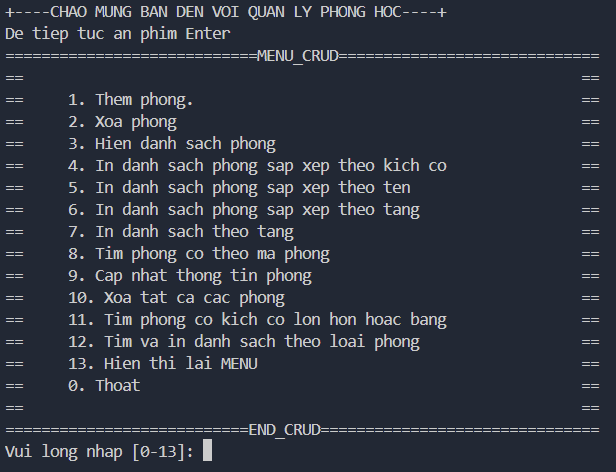 +----CHAO MUNG BAN DEN VOI QUAN LY PHONG HOC----+
De tiep tuc an phim Enter
============================MENU_CRUD=============================
==                                                              ==
==     1. Them phong.                                           ==
==     2. Xoa phong                                             ==
==     3. Hien danh sach phong                                  ==
==     4. In danh sach phong sap xep theo kich co               ==
==     5. In danh sach phong sap xep theo ten                   ==
==     6. In danh sach phong sap xep theo tang                  ==
==     7. In danh sach theo tang                                ==
==     8. Tim phong co theo ma phong                            ==
==     9. Cap nhat thong tin phong                              ==
==     10. Xoa tat ca cac phong                                 ==
==     11. Tim phong co kich co lon hon hoac bang               ==
==     12. Tim va in danh sach theo loai phong                  ==
==     13. Hien thi lai MENU                                    ==
==     0. Thoat                                                 ==
==                                                              ==
===========================END_CRUD===============================
Vui long nhap [0-13]: